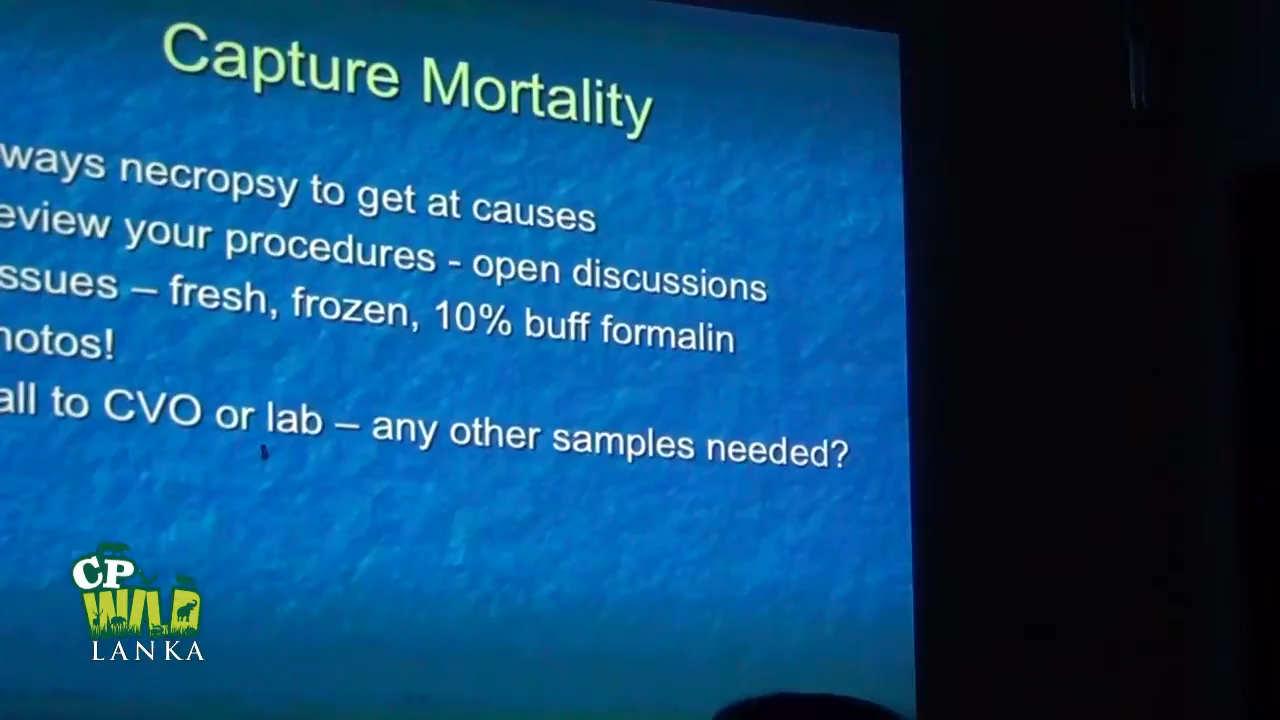 Capture Mortality
ways necropsy to get at causes
eview your procedures - open discussions
ssues – fresh, frozen, 10% buff formalin
hotos!
all to CVO or lab – any other samples needed?
CP
WILD
LANKA